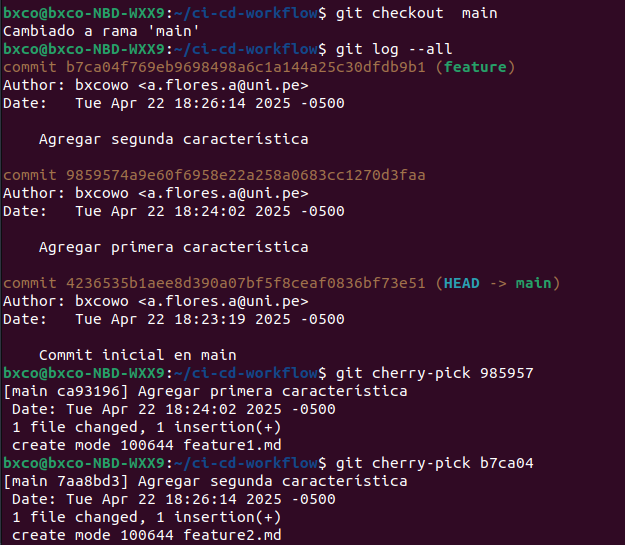 bxco@bxco-NBD-WXX9:~/ci-cd-workflow$ git checkout  main
Cambiado a rama 'main'
bxco@bxco-NBD-WXX9:~/ci-cd-workflow$ git log --all
commit b7ca04f769eb9698498a6c1a144a25c30dfdb9b1 (feature)
Author: bxcowo <a.flores.a@uni.pe>
Date:   Tue Apr 22 18:26:14 2025 -0500

    Agregar segunda característica

commit 9859574a9e60f6958e22a258a0683cc1270d3faa
Author: bxcowo <a.flores.a@uni.pe>
Date:   Tue Apr 22 18:24:02 2025 -0500

    Agregar primera característica

commit 4236535b1aee8d390a07bf5f8ceaf0836bf73e51 (HEAD -> main)
Author: bxcowo <a.flores.a@uni.pe>
Date:   Tue Apr 22 18:23:19 2025 -0500

    Commit inicial en main
bxco@bxco-NBD-WXX9:~/ci-cd-workflow$ git cherry-pick 985957
[main ca93196] Agregar primera característica
 Date: Tue Apr 22 18:24:02 2025 -0500
 1 file changed, 1 insertion(+)
 create mode 100644 feature1.md
bxco@bxco-NBD-WXX9:~/ci-cd-workflow$ git cherry-pick b7ca04
[main 7aa8bd3] Agregar segunda característica
 Date: Tue Apr 22 18:26:14 2025 -0500
 1 file changed, 1 insertion(+)
 create mode 100644 feature2.md